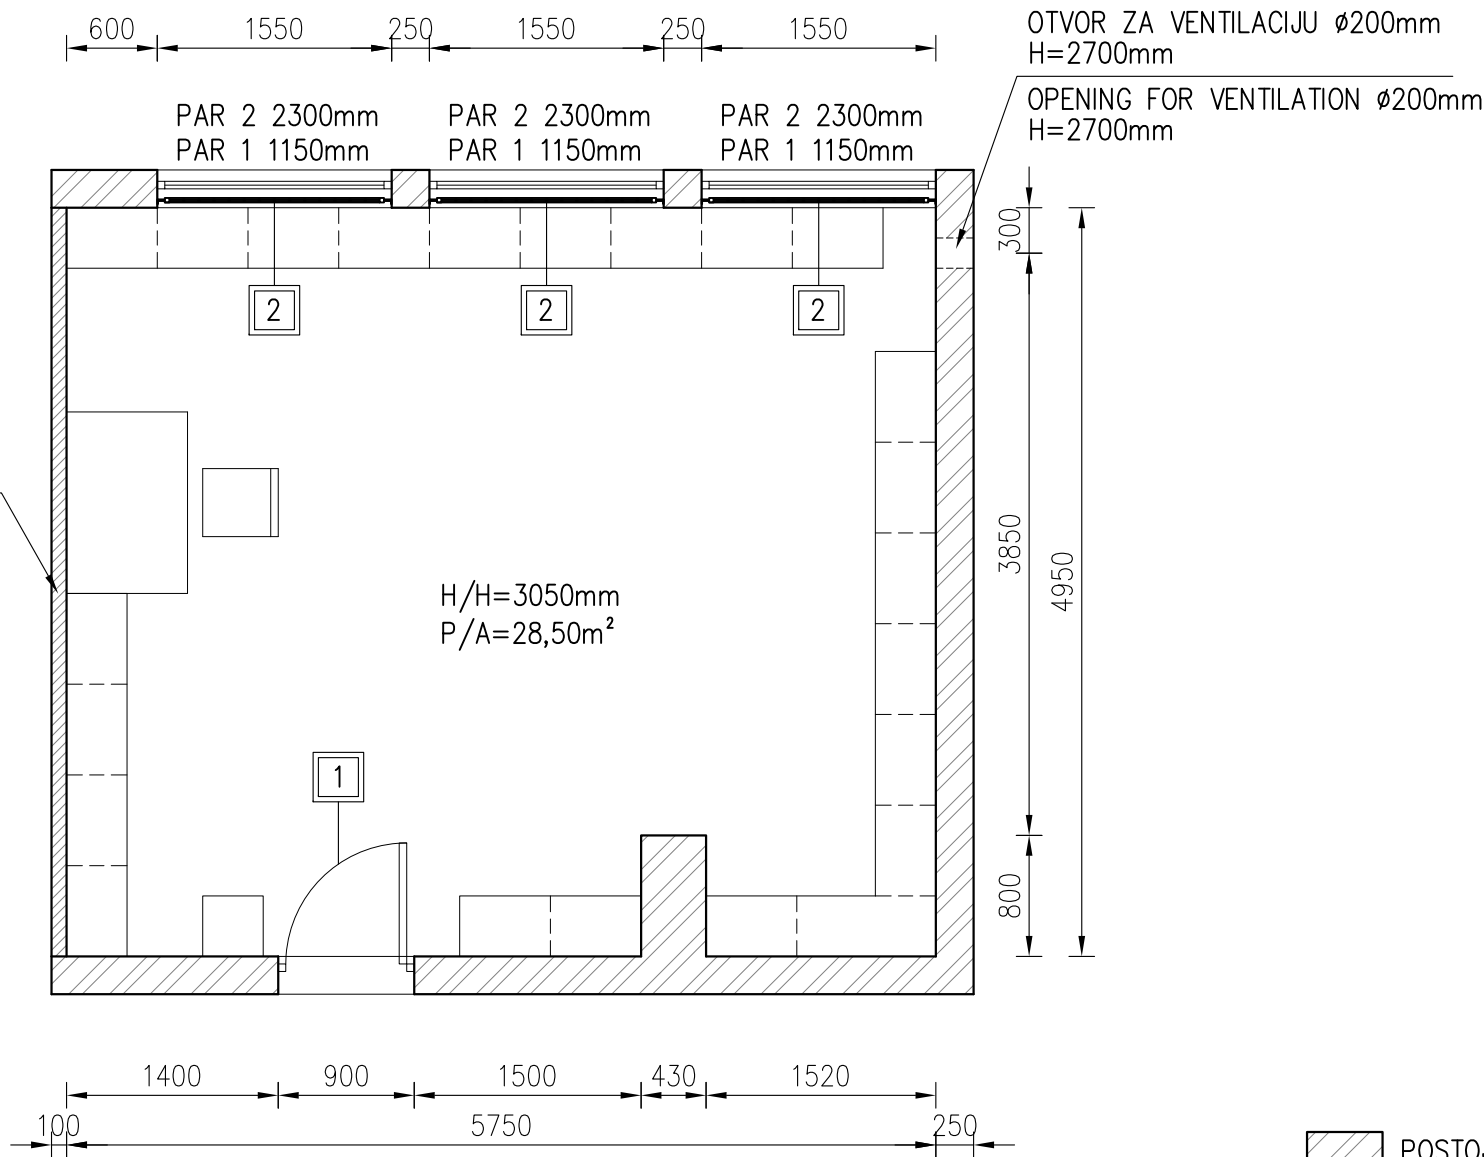 600 1550 250 1550 250 1550
OTVOR ZA VENTILACIJU ø200mm
H=2700mm
OPENING FOR VENTILATION ø200mm
H=2700mm
PAR 2 2300mm PAR 2 2300mm PAR 2 2300mm
PAR 1 1150mm PAR 1 1150mm PAR 1 1150mm
300
2 2 2
3850
4950
H/H=3050mm
P/A=28,50m²
1
800
1400 900 1500 430 1520
100 5750 250